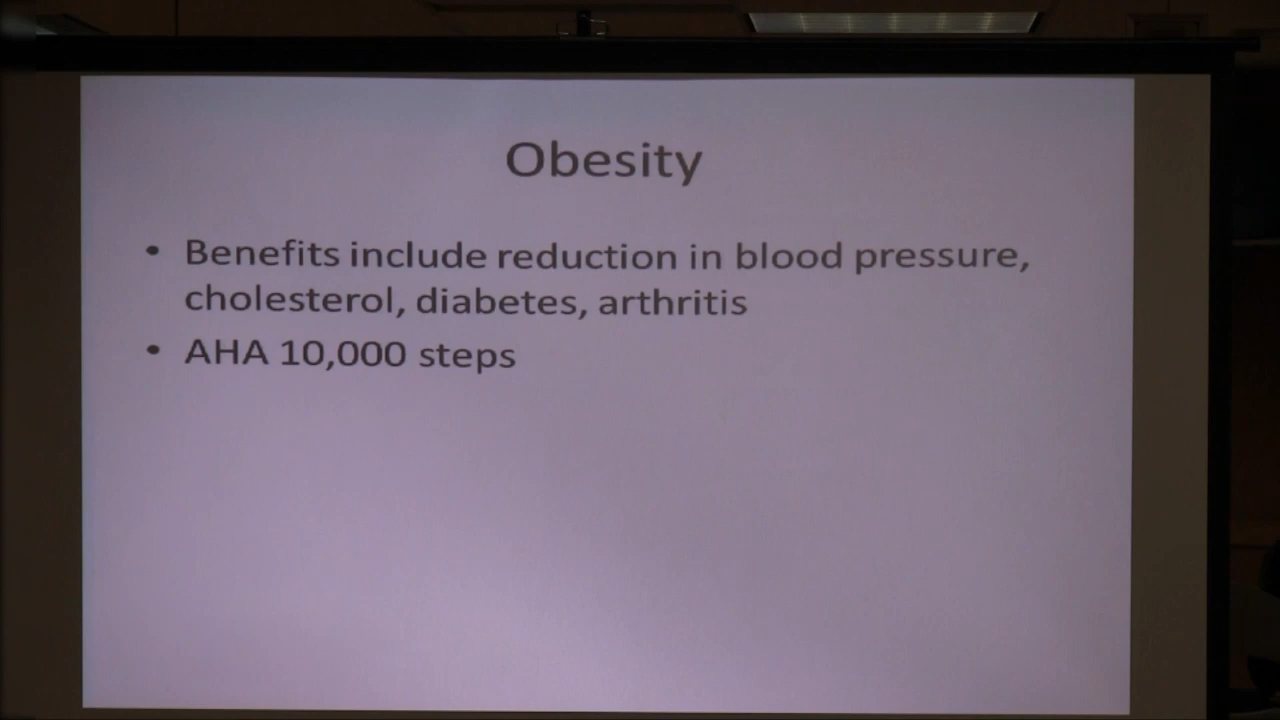 Obesity
• Benefits include reduction in blood pressure,
cholesterol, diabetes, arthritis
• AHA 10,000 steps